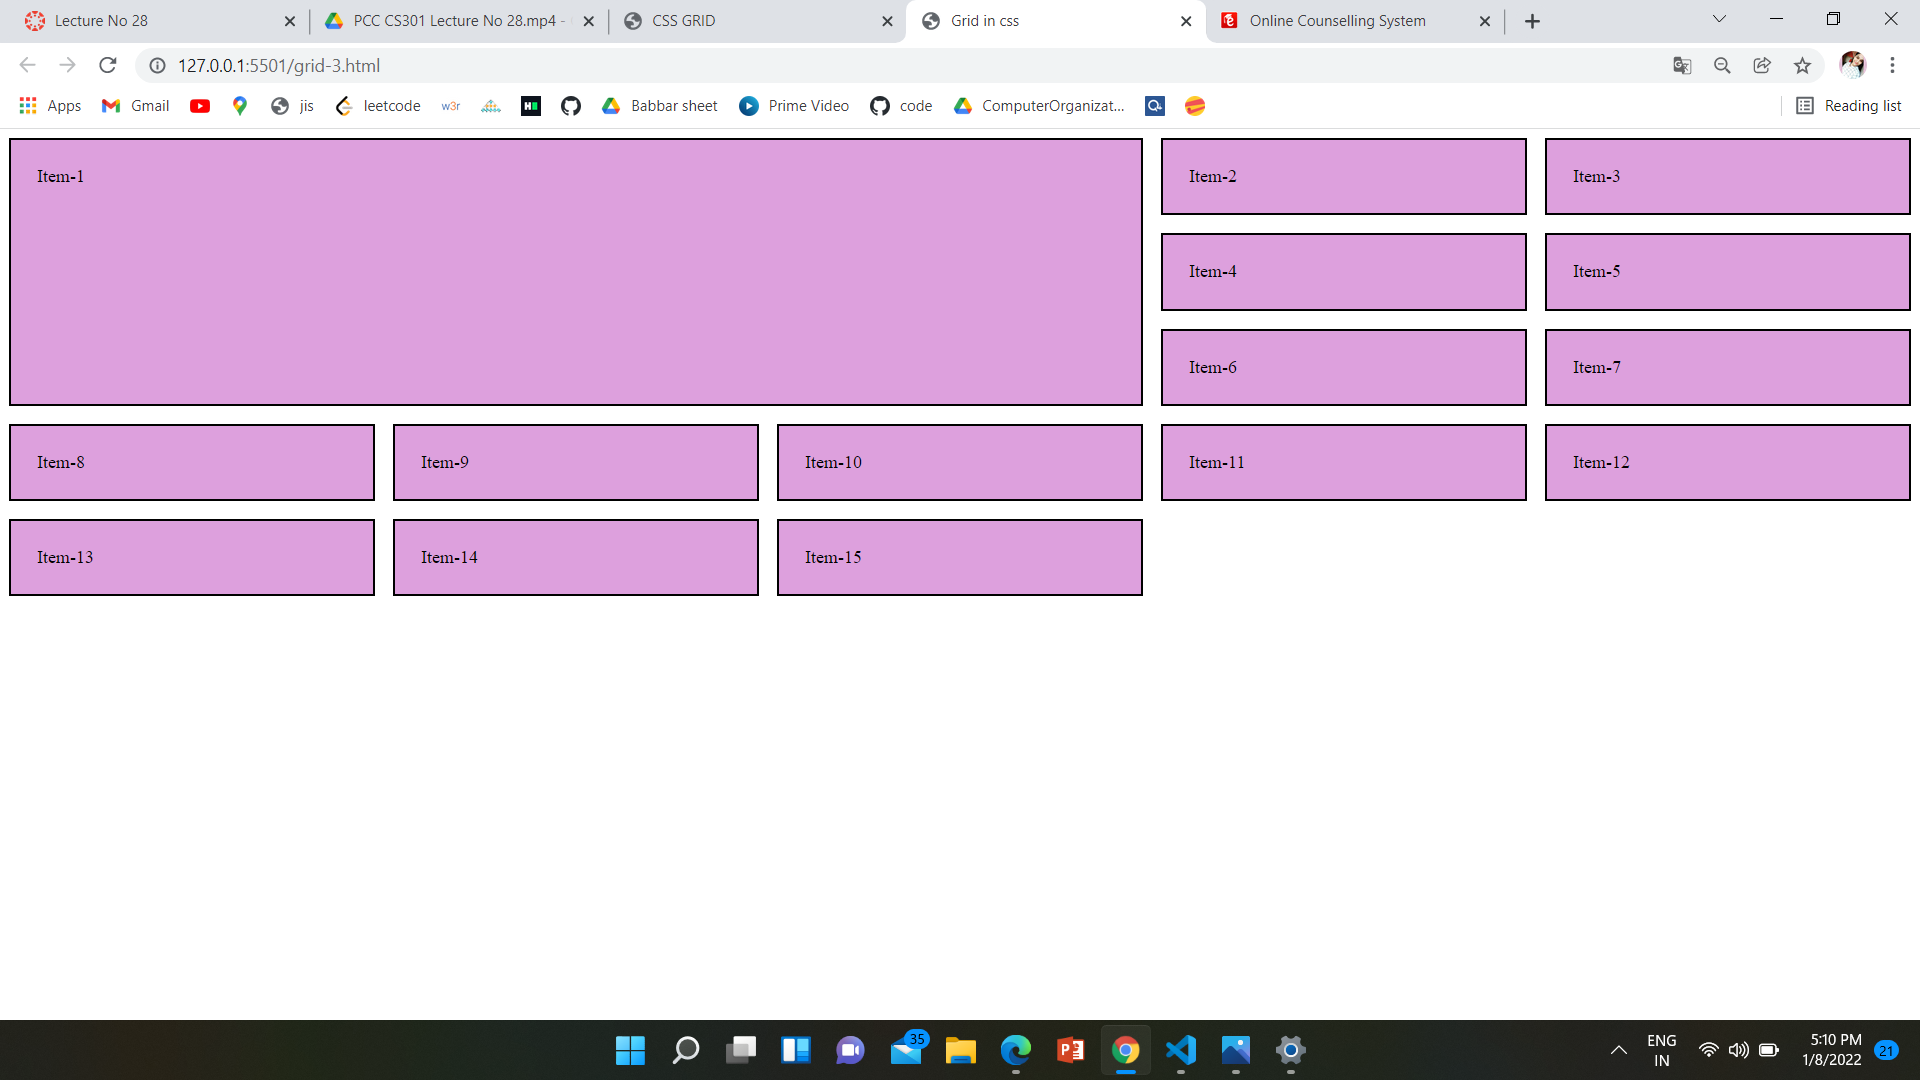 Lecture No 28
PCC CS301 Lecture No 28.mp4 -
CSS GRID
Grid in css
Online Counselling System
127.0.0.1:5501/grid-3.html
Apps
Gmail
jis
leetcode
w3r
Babbar sheet
Prime Video
code
ComputerOrganizat...
Reading list
Item-1
Item-2
Item-3
Item-4
Item-5
Item-6
Item-7
Item-8
Item-9
Item-10
Item-11
Item-12
Item-13
Item-14
Item-15
35
ENG
IN
5:10 PM
1/8/2022
21